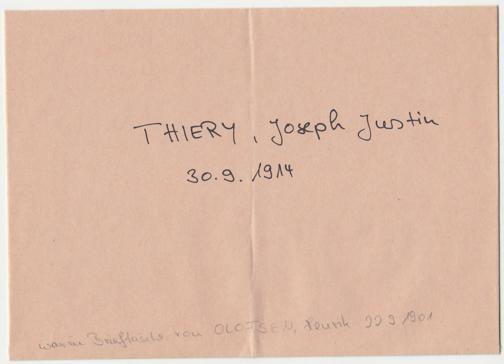 THIERY, Joseph Justin
30.9.1914
war in Brieftasche von OLOFSEN, Henrik 22 9 1901